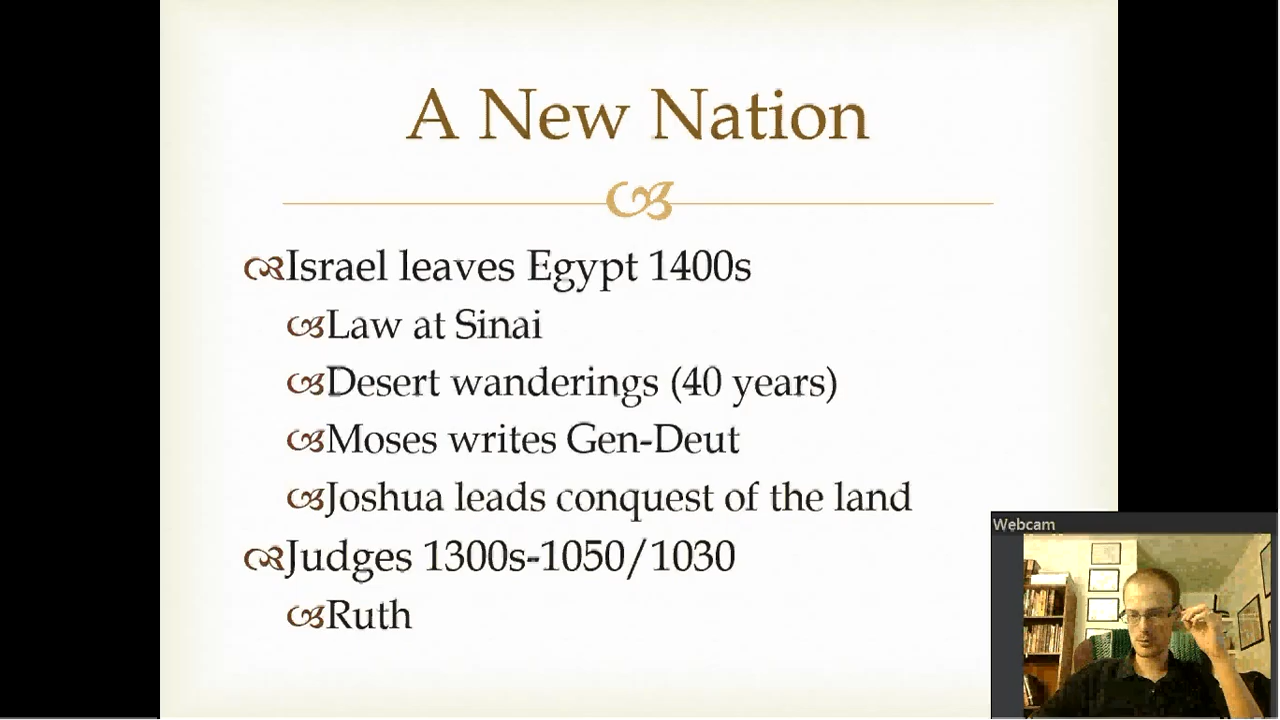 A New Nation
Israel leaves Egypt 1400s
Law at Sinai
Desert wanderings (40 years)
Moses writes Gen-Deut
Joshua leads conquest of the land
Judges 1300s-1050/1030
Ruth
Webcam